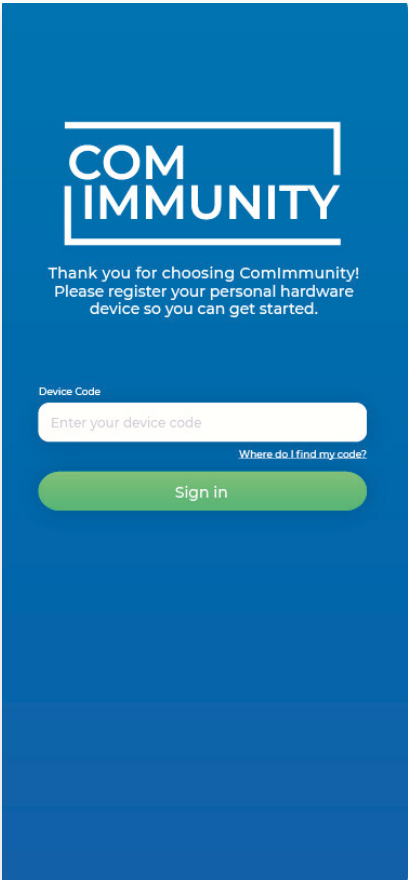 COM
IMMUNITY
Thank you for choosing ComImmunity!
Please register your personal hardware
device so you can get started.
Device Code
Enter your device code
Where do I find my code?
Sign in